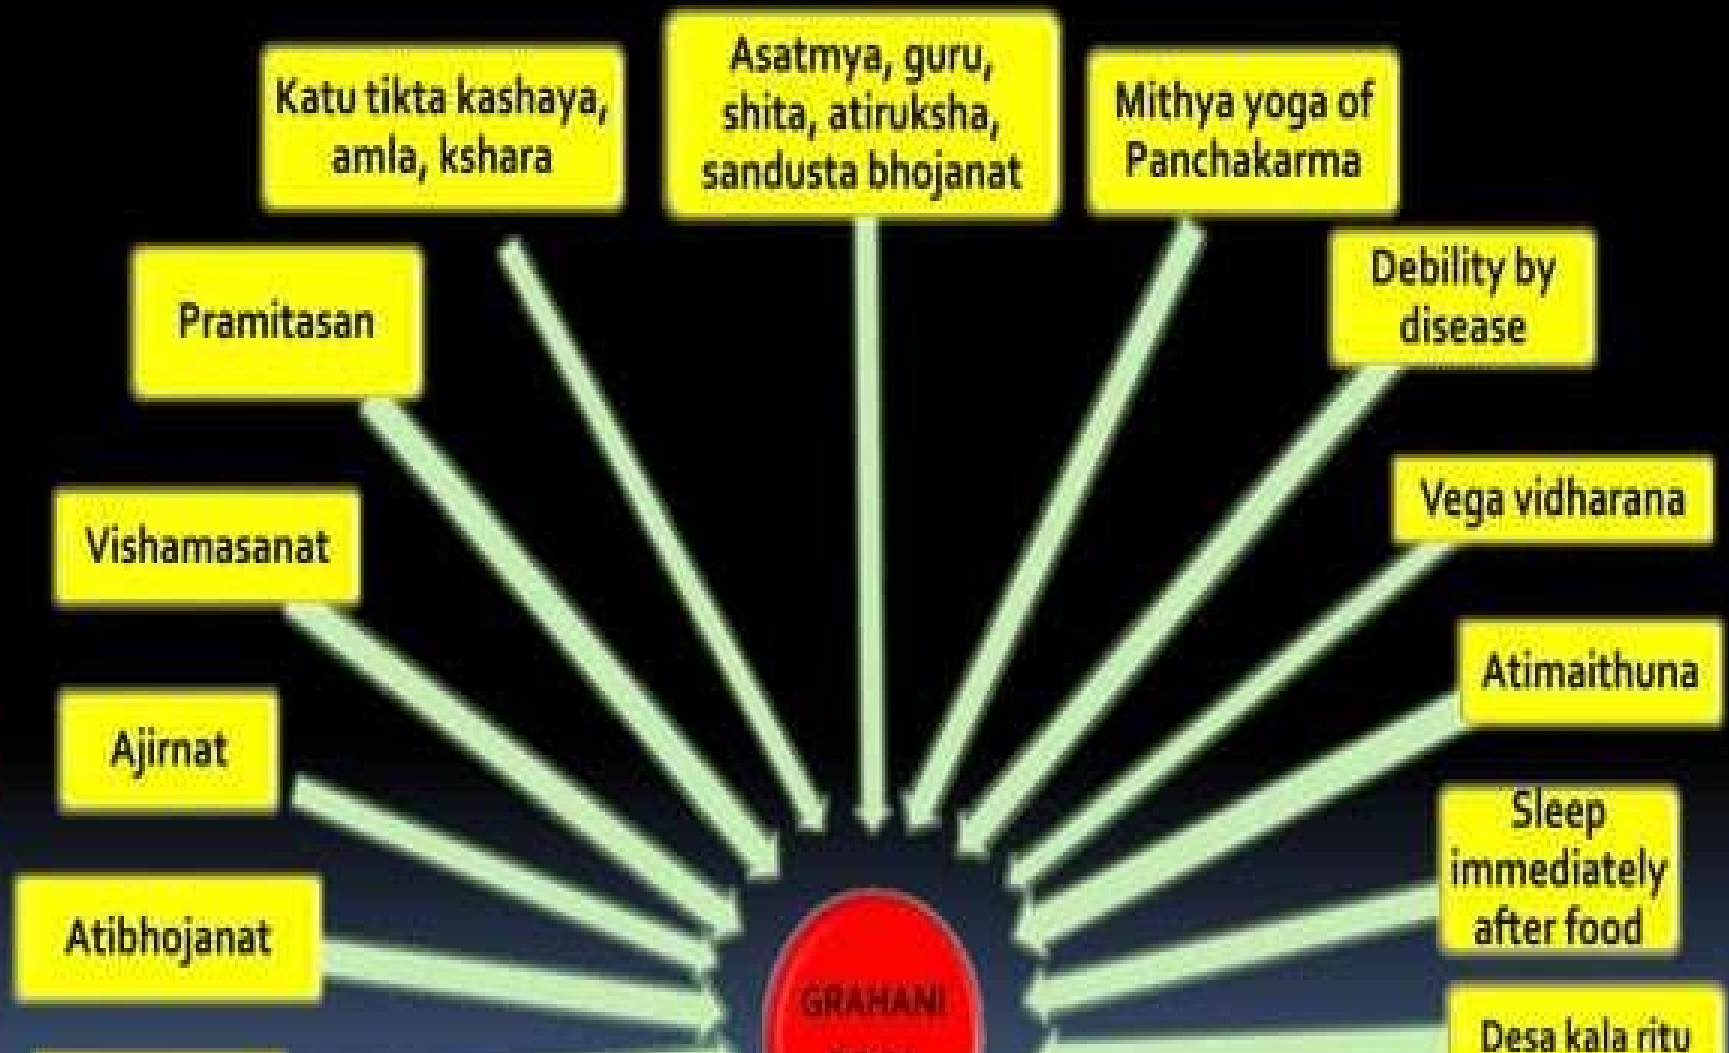 Asatmya, guru,
shita, atiruksha,
sandusta bhojanat
Katu tikta kashaya,
amla, kshara
Mithya yoga of
Panchakarma
Pramitasan
Debility by
disease
Vishamasanat
Vega vidharana
Ajirnat
Atimaithuna
Atibhojanat
Sleep
immediately
after food
GRAHANI
Desa kala ritu